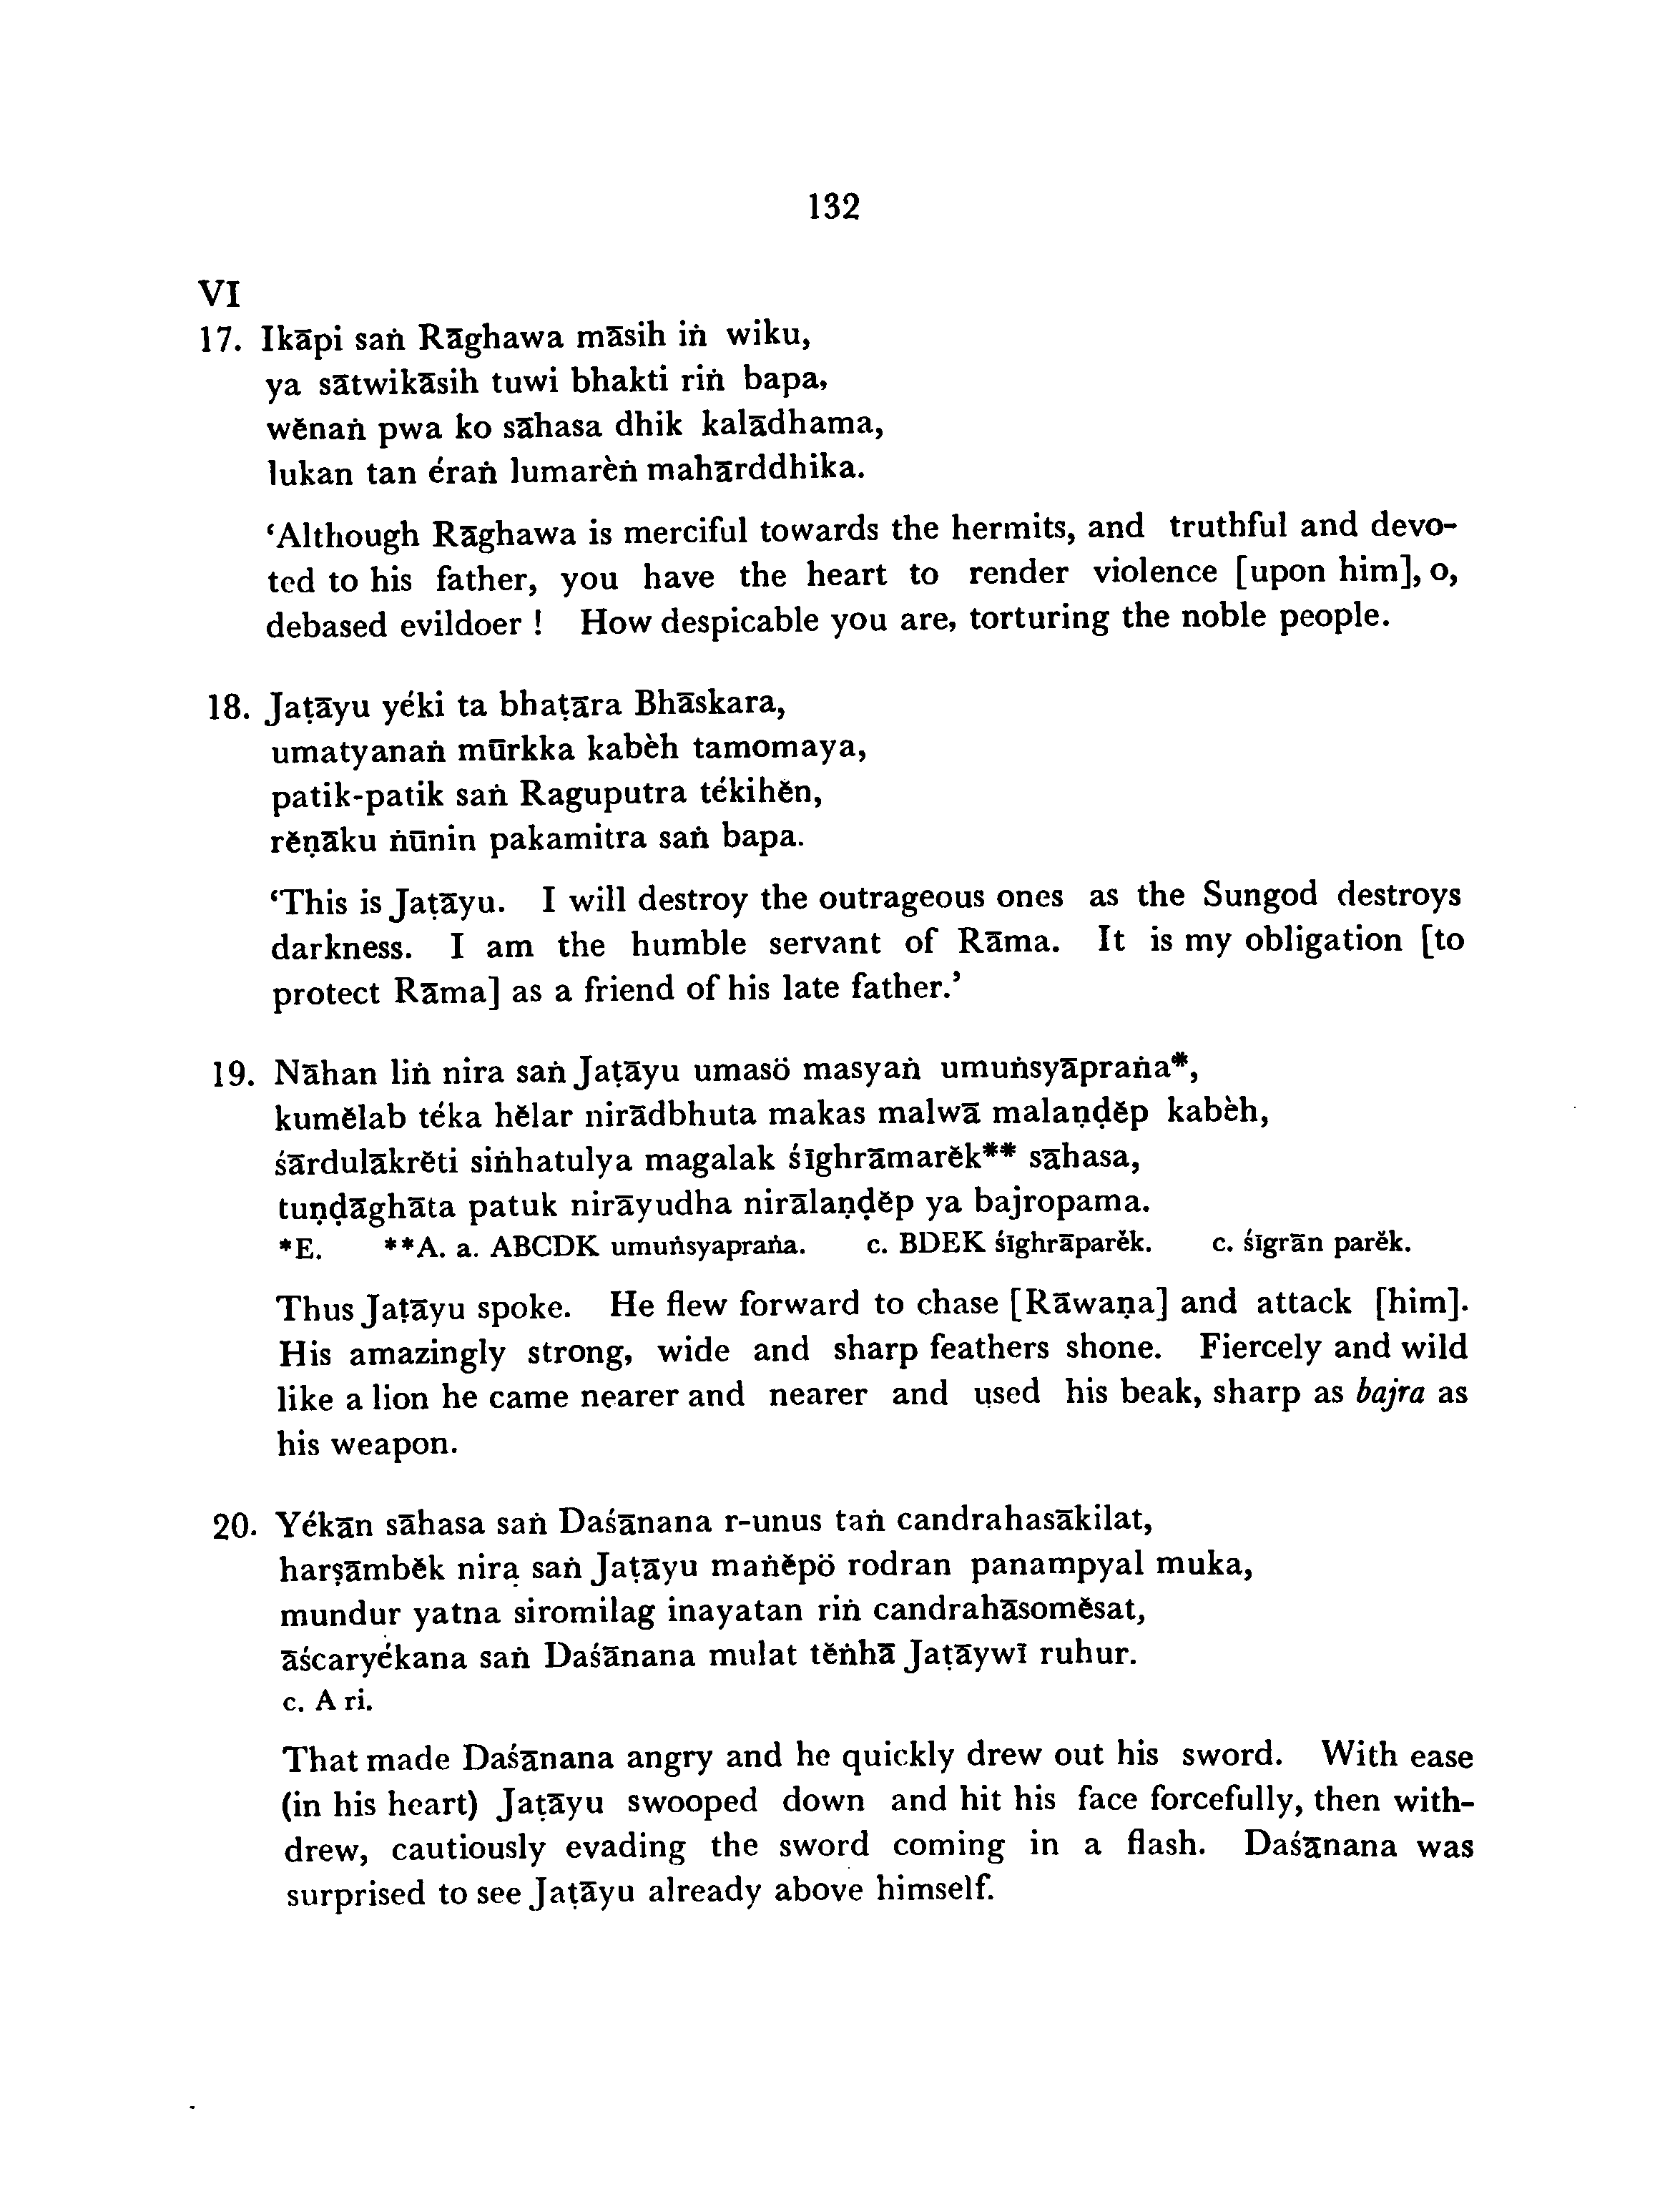 132
VI
17. Ikāpi saṅ Rāghawa māsih iṅ wiku,
ya sātwikāsih tuwi bhakti riṅ bapa,
wĕnaṅ pwa ko sāhasa dhik kalādhama,
lukan tan éraṅ lumarèṅ mahārddhika.
‘Although Rāghawa is merciful towards the hermits, and truthful and devo-
ted to his father, you have the heart to render violence [upon him], o,
debased evildoer ! How despicable you are, torturing the noble people.
18. Jaṭāyu yéki ta bhaṭāra Bhāskara,
umatyanaṅ mūrkka kabèh tamomaya,
patik-patik saṅ Raguputra tékihĕn,
rĕṇāku ṅūnin pakamitra saṅ bapa.
‘This is Jaṭāyu. I will destroy the outrageous ones as the Sungod destroys
darkness. I am the humble servant of Rāma. It is my obligation [to
protect Rāma] as a friend of his late father.’
19. Nāhan liṅ nira saṅ Jaṭāyu umasö masyaṅ umuṅsyāpraṅa*,
kumĕlab téka hĕlar nirādbhuta makas malwā malaṇḍĕp kabèh,
śārdulākrĕti siṅhatulya magalak śīghrāmarĕk** sāhasa,
tuṇḍāghāta patuk nirāyudha nirālaṇḍĕp ya bajropama.
*E. **A. a. ABCDK umuṅsyapraṅa. c. BDEK śīghrāparĕk. c. śīgrān parĕk.
Thus Jaṭāyu spoke. He flew forward to chase [Rāwaṇa] and attack [him].
His amazingly strong, wide and sharp feathers shone. Fiercely and wild
like a lion he came nearer and nearer and used his beak, sharp as bajra as
his weapon.
20. Yékān sāhasa saṅ Daśānana r-unus taṅ candrahasākilat,
harṣāmbĕk nira saṅ Jaṭāyu maṅĕpö rodran panampyal muka,
mundur yatna siromilag inayatan riṅ candrahāsomĕsat,
āścaryékana saṅ Daśānana mulat tĕṅhā Jaṭāywī ruhur.
c. A ri.
That made Daśānana angry and he quickly drew out his sword. With ease
(in his heart) Jaṭāyu swooped down and hit his face forcefully, then with-
drew, cautiously evading the sword coming in a flash. Daśānana was
surprised to see Jaṭāyu already above himself.